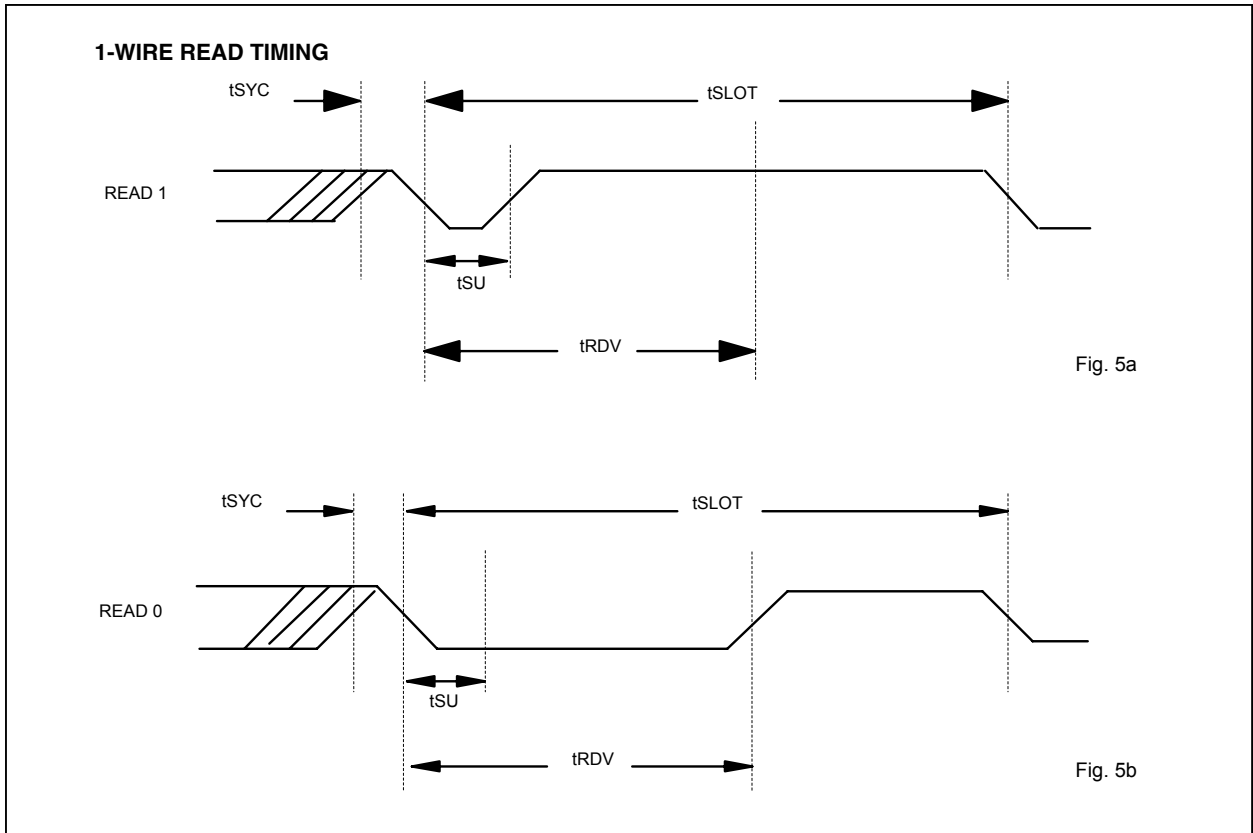 1-WIRE READ TIMING
tSYC
tSLOT
READ 1
tSU
tRDV
Fig. 5a
tSYC
tSLOT
READ 0
tSU
tRDV
Fig. 5b